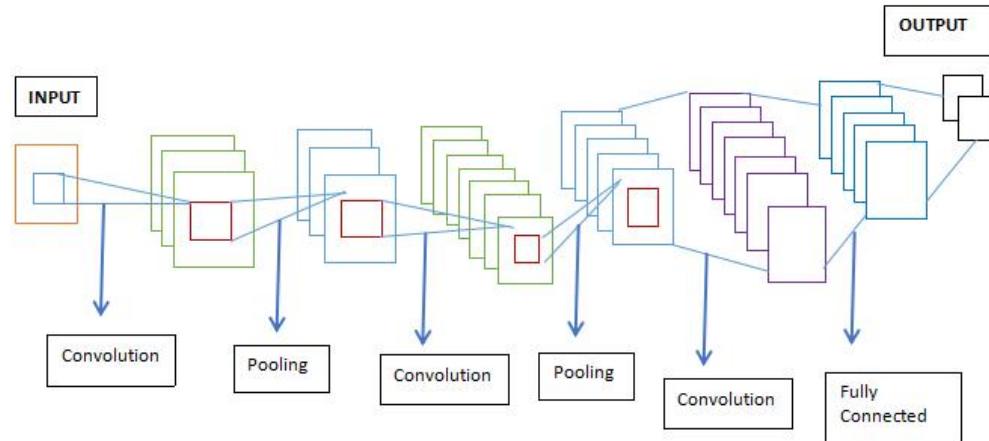 OUTPUT
INPUT
Convolution
Pooling
Convolution
Pooling
Convolution
Fully
Connected